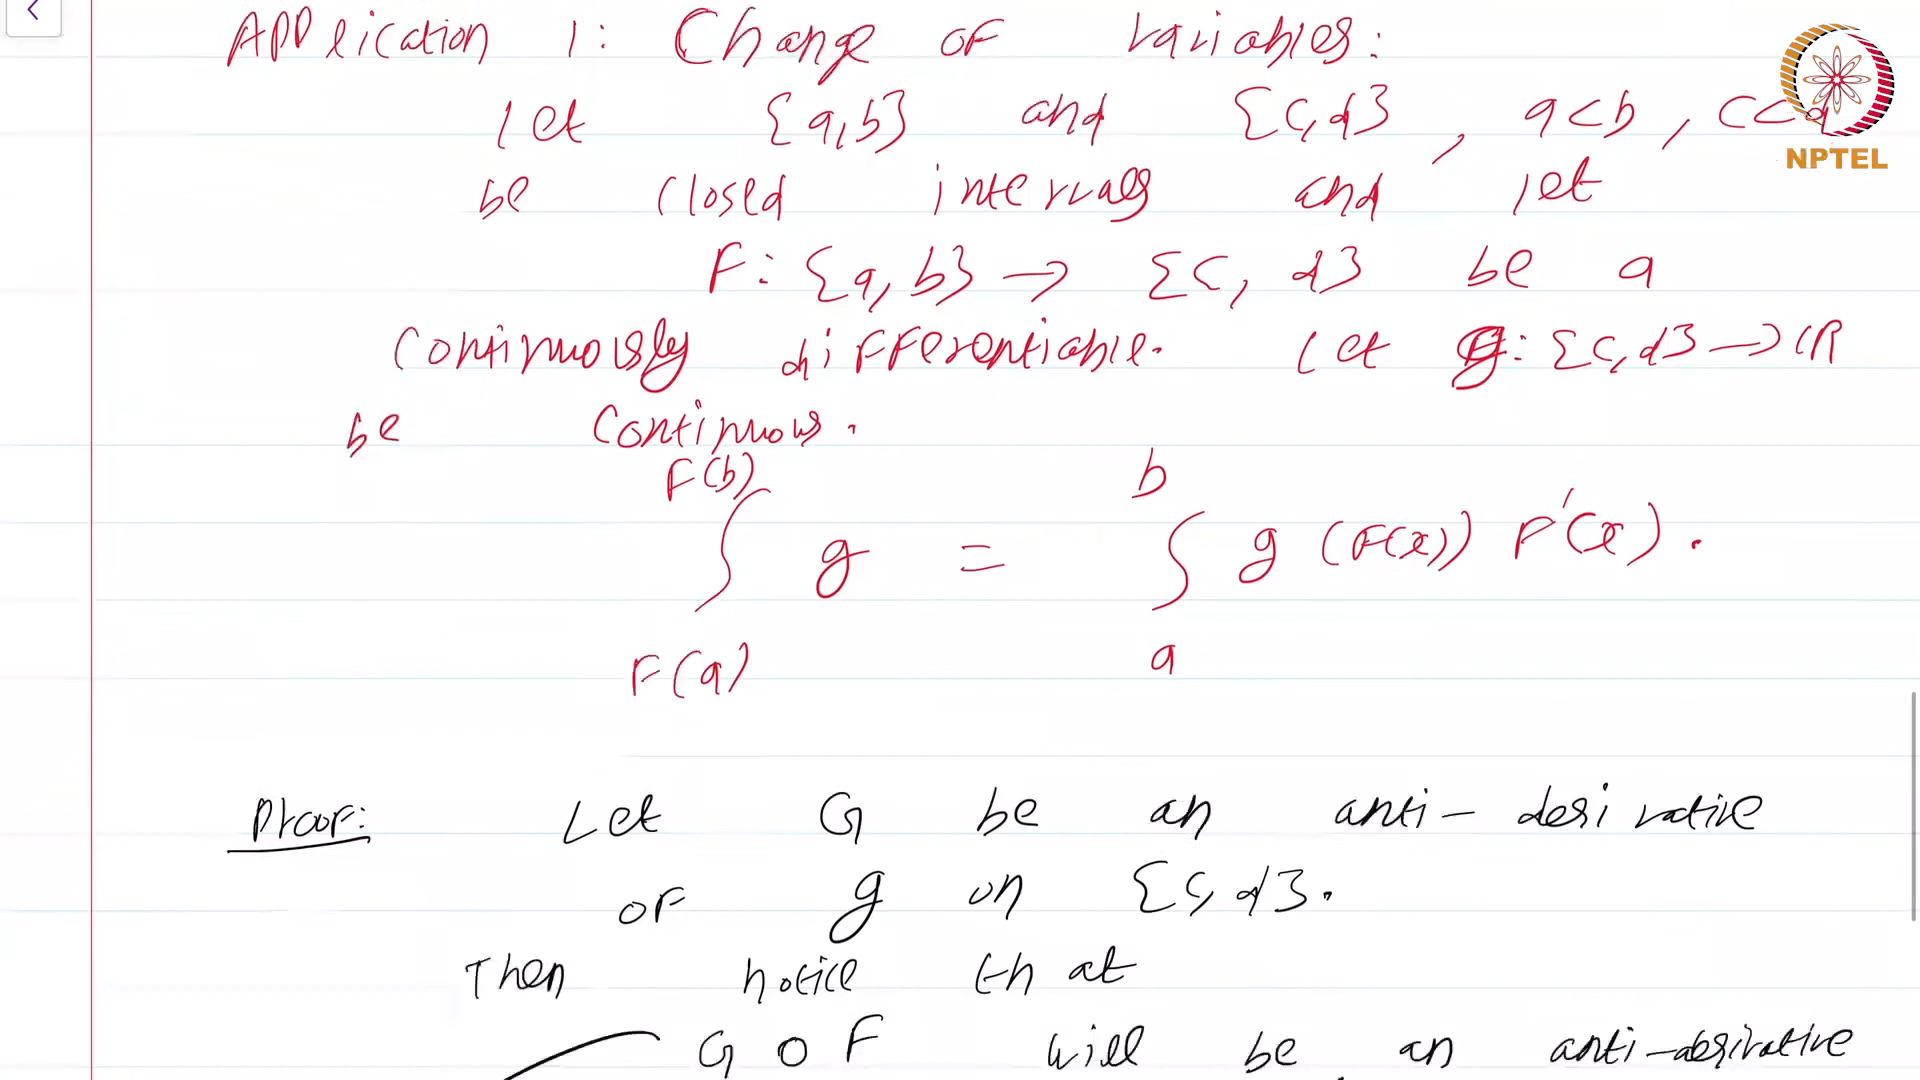 Application 1: Change of variables:
Let [a,b] and [c,d], a<b, c<d
be closed intervals and let
F: [a,b] → [c,d] be a
continuously differentiable. Let g: [c,d] → ℝ
be continuous.
F(b) b
∫ g = ∫ g(F(x)) F'(x).
F(a) a
Proof: Let G be an anti-derivative
of g on [c,d].
Then notice that
G o F will be an anti-derivative
NPTEL